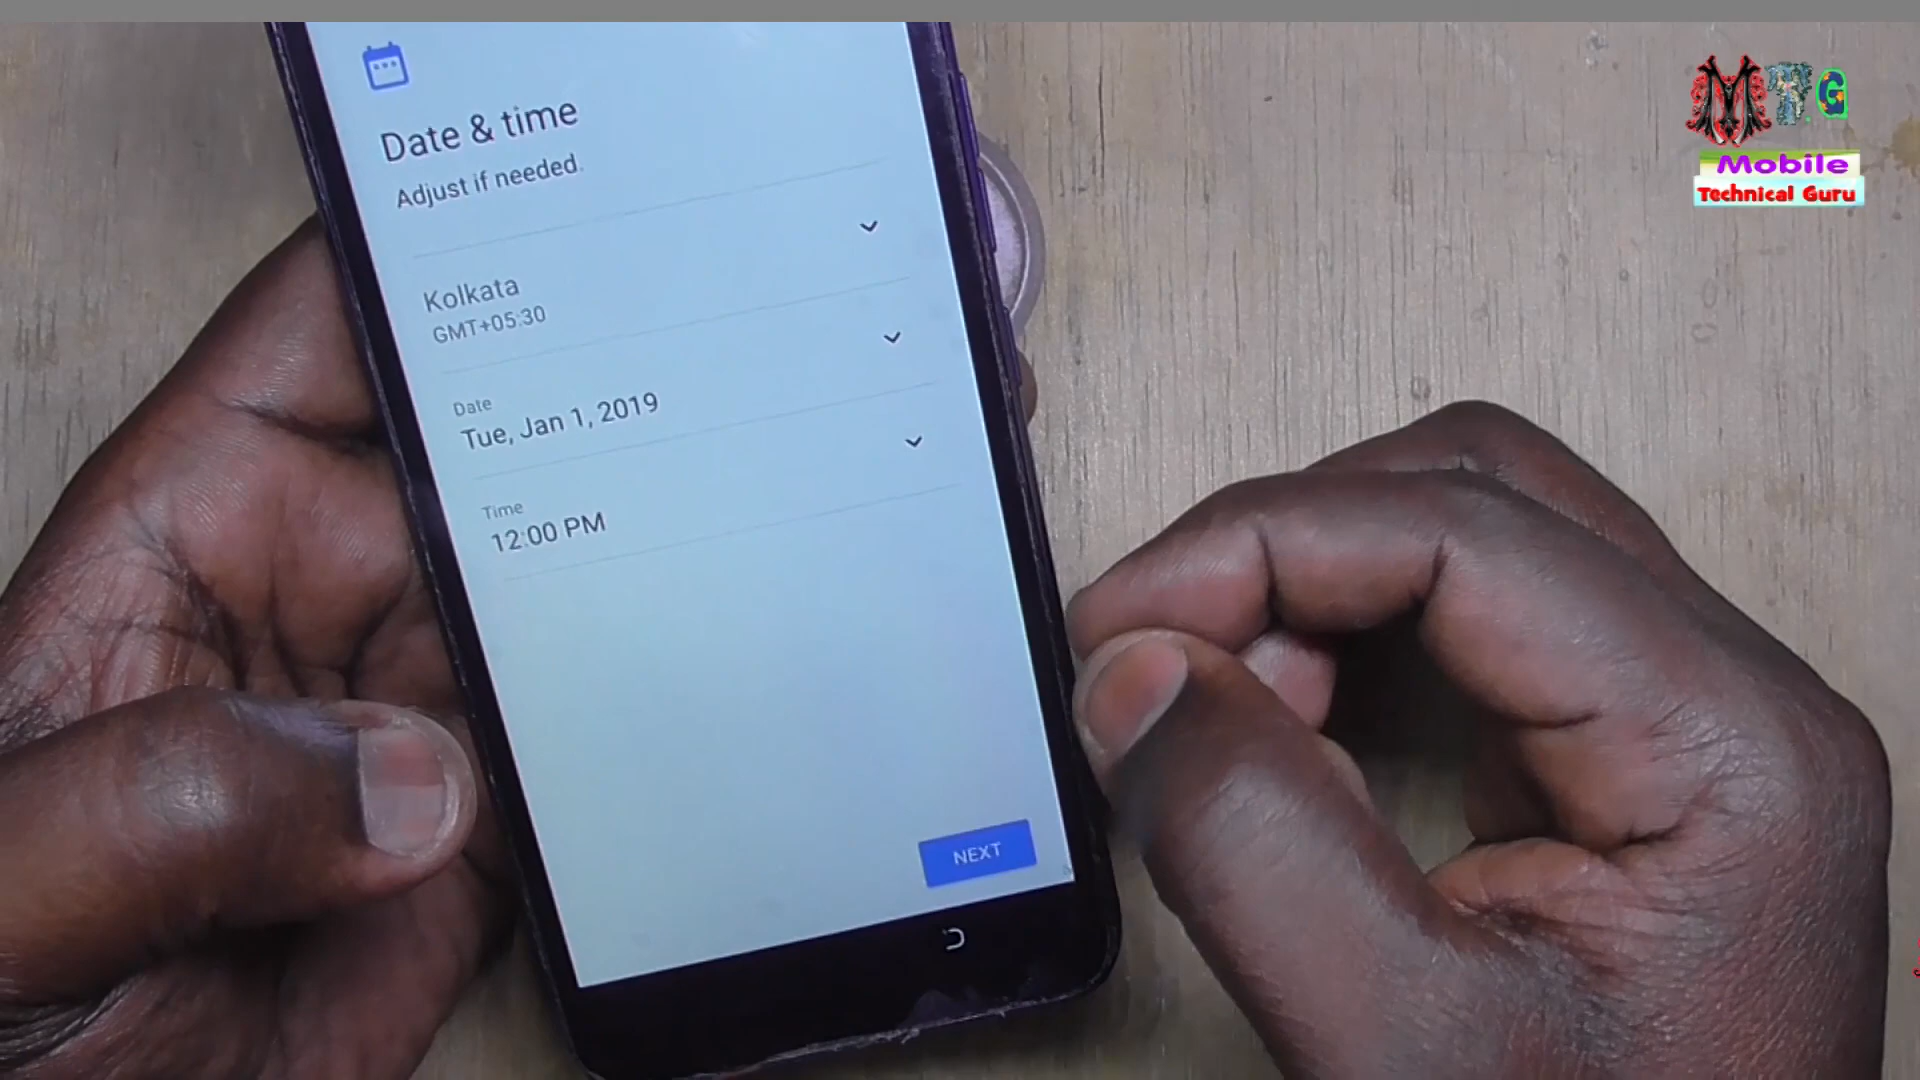 Date & time
Adjust if needed.
Kolkata
GMT+05:30
Date
Tue, Jan 1, 2019
Time
12:00 PM
NEXT
MTG
Mobile
Technical Guru